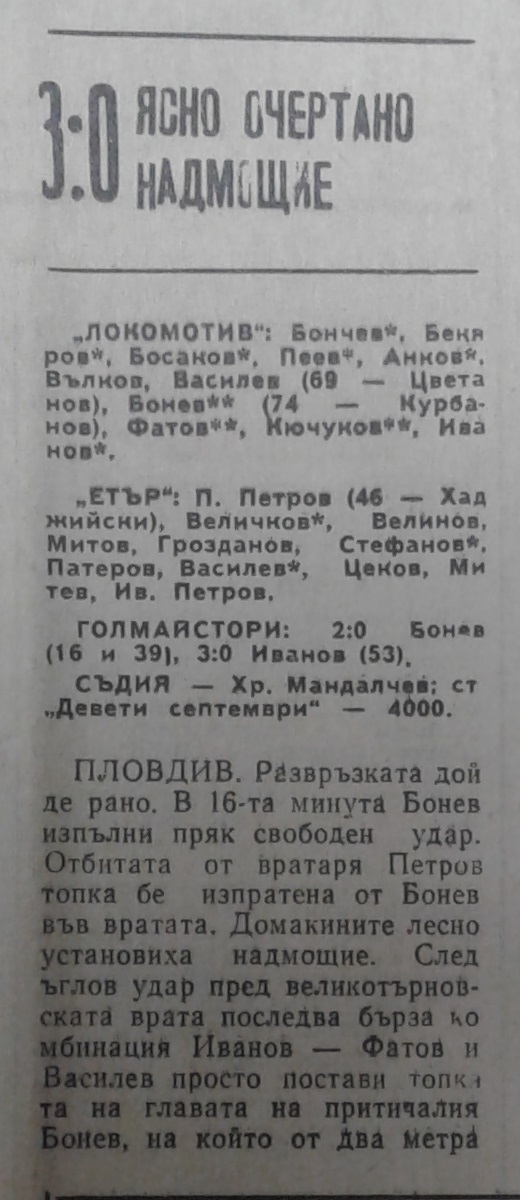 3:0 ЯСНО ОЧЕРТАНО
НАДМОЩИЕ
„ЛОКОМОТИВ“: Бончев*, Бекя
ров*, Босаков*, Пеев*, Анков*,
Вълков, Василев (69 — Цвета
нов), Бонев** (74 — Курба-
нов), Фатов**, Кючуков**, Ива
нов*.
„ЕТЪР“: П. Петров (46 — Хад
жийски), Величков*, Велинов,
Митов, Грозданов, Стефанов*,
Патеров, Василев*, Цеков, Ми
тев, Ив. Петров.
ГОЛМАЙСТОРИ: 2:0 Бонев
(16 и 39), 3:0 Иванов (53).
СЪДИЯ — Хр. Мандалчев; ст
„Девети септември“ — 4000.
ПЛОВДИВ. Развръзката дой
де рано. В 16-та минута Бонев
изпълни пряк свободен удар.
Отбитата от вратаря Петров
топка бе изпратена от Бонев
във вратата. Домакините лесно
установиха надмощие. След
ъглов удар пред великотърнов-
ската врата последва бърза ко
мбинация Иванов — Фатов и
Василев просто постави топка
та на главата на притичалия
Бонев, на който от два метра